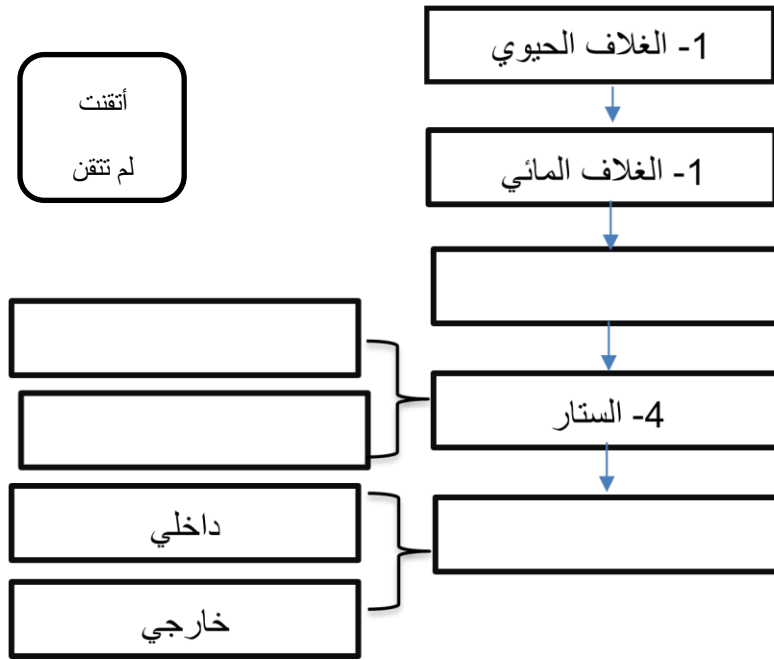 1- الغلاف الحيوي
أتقنت
لم تتقن
1- الغلاف المائي
4- الستار
داخلي
خارجي